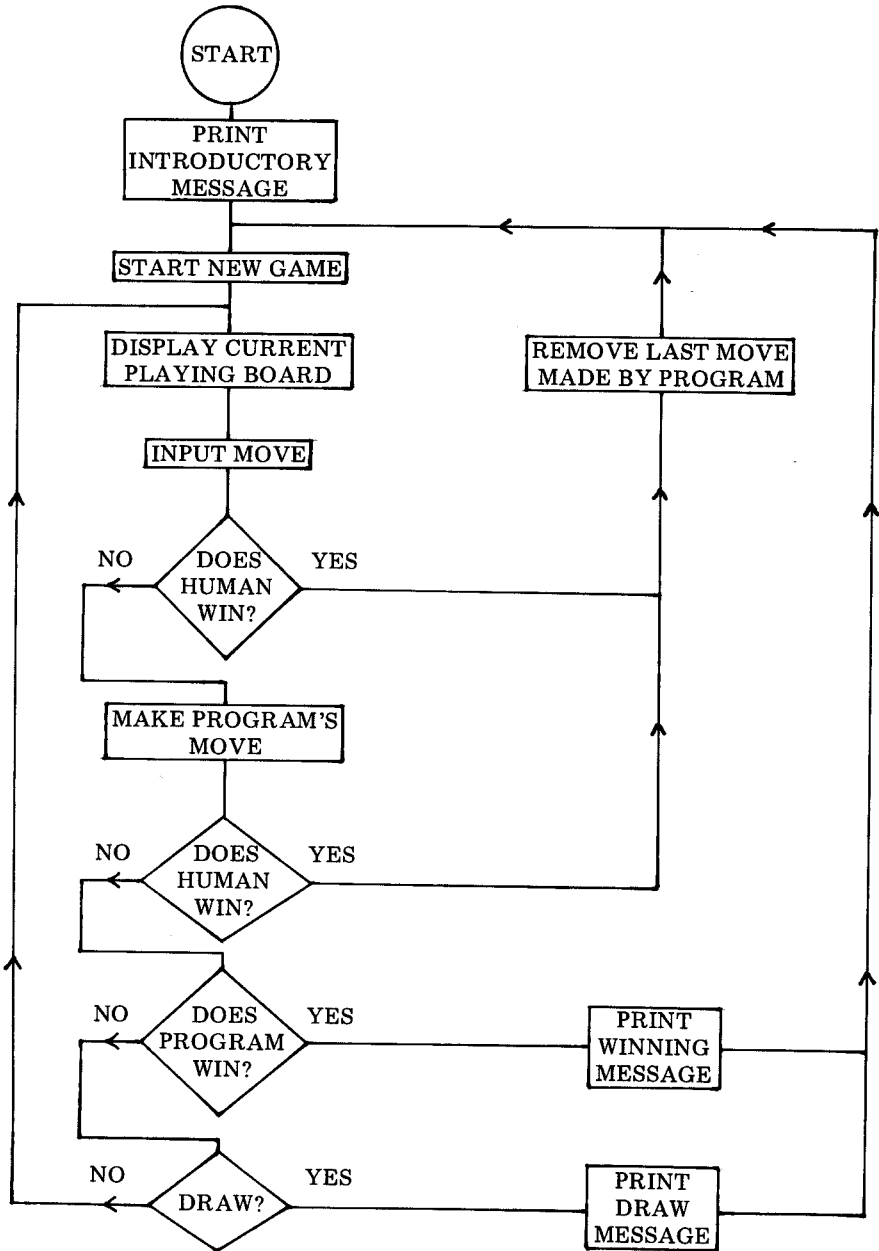 START
PRINT
INTRODUCTORY
MESSAGE
START NEW GAME
DISPLAY CURRENT
PLAYING BOARD
REMOVE LAST MOVE
MADE BY PROGRAM
INPUT MOVE
NO
DOES
HUMAN
WIN?
YES
MAKE PROGRAM'S
MOVE
NO
DOES
HUMAN
WIN?
YES
NO
DOES
PROGRAM
WIN?
YES
PRINT
WINNING
MESSAGE
NO
DRAW?
YES
PRINT
DRAW
MESSAGE